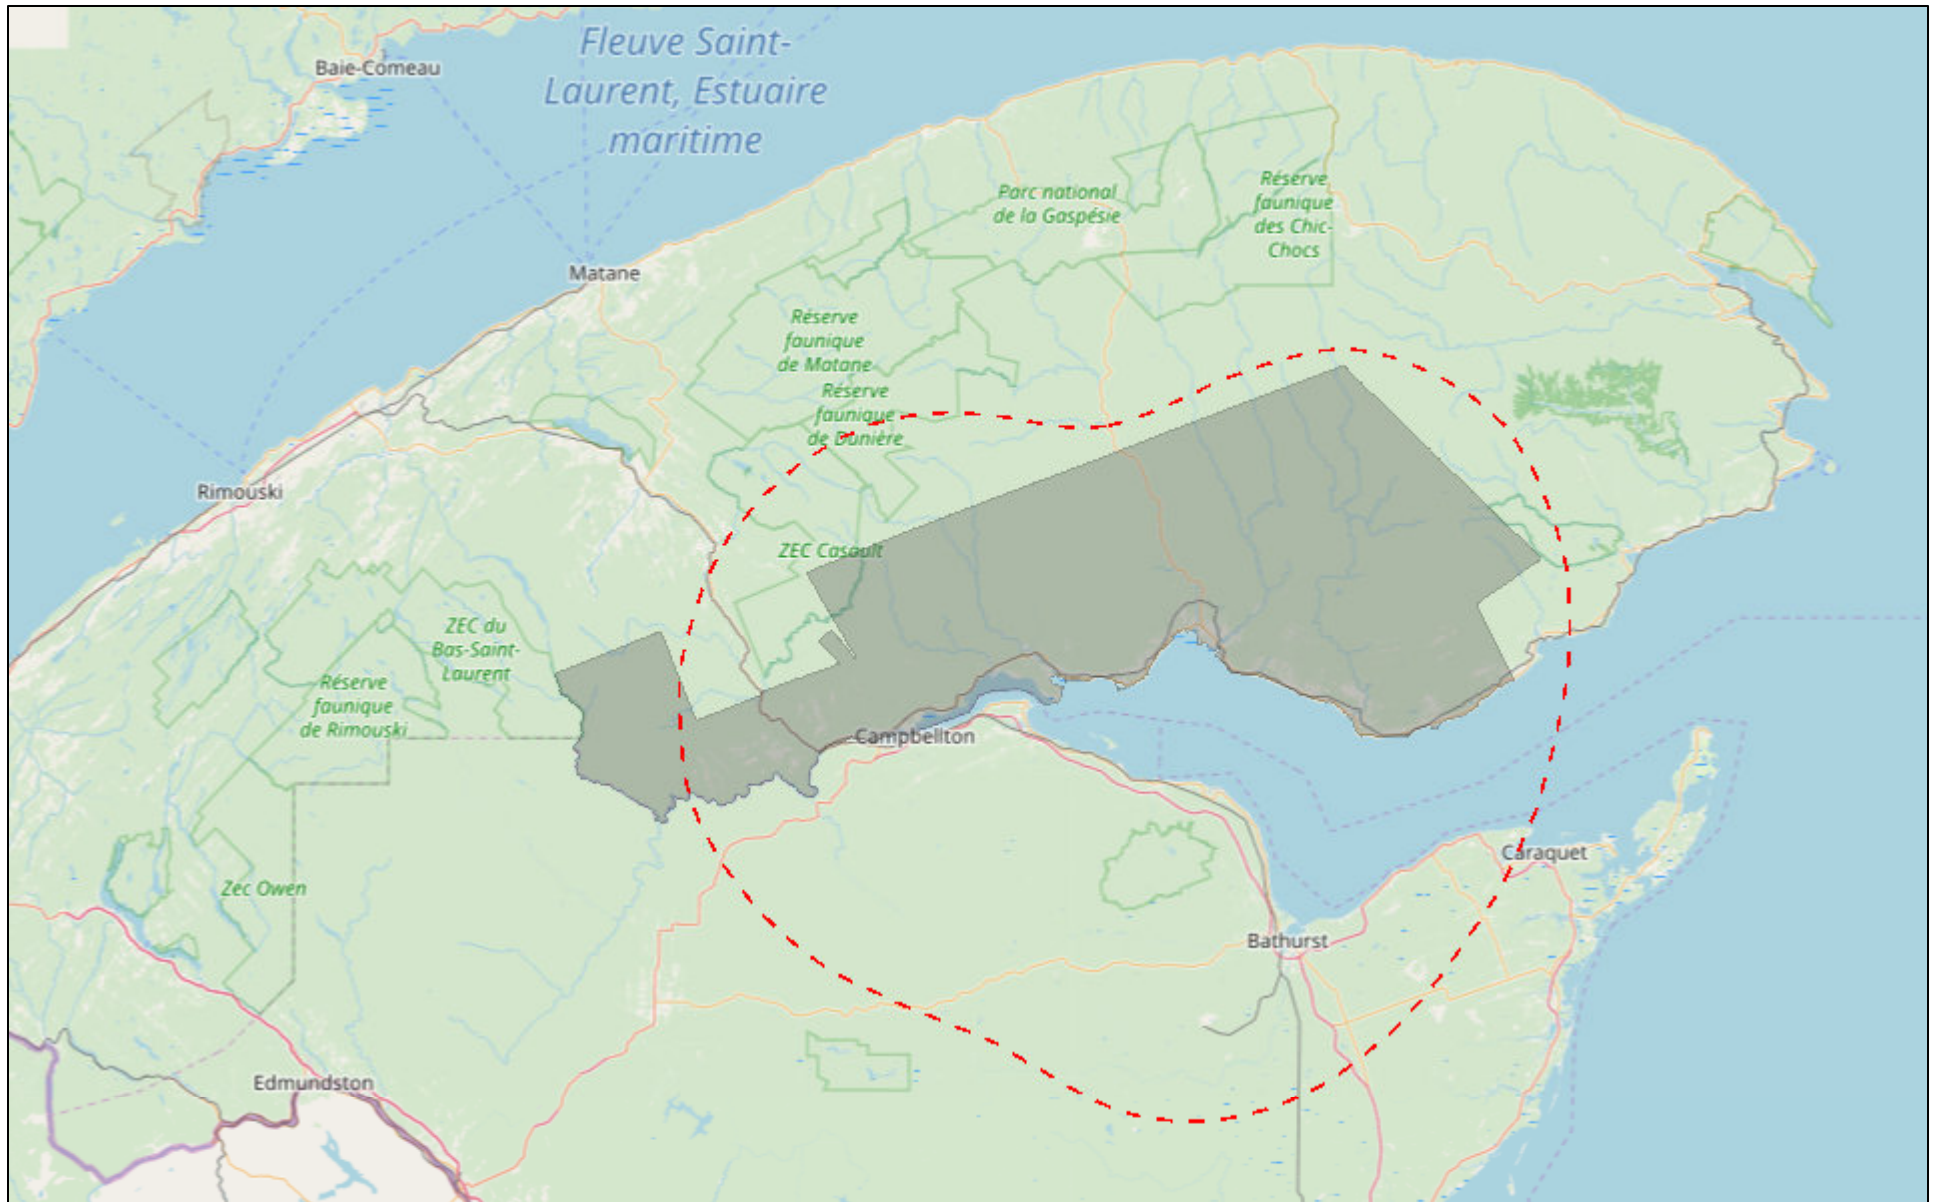 Fleuve Saint-
Laurent, Estuaire
maritime
Baie-Comeau
Parc national
de la Gaspésie
Réserve
faunique
des Chic-
Chocs
Matane
Réserve
faunique
de Matane
Réserve
faunique
de Dunière
Rimouski
ZEC Casault
ZEC du
Bas-Saint-
Laurent
Réserve
faunique
de Rimouski
Campbellton
Caraquet
Zec Owen
Bathurst
Edmundston